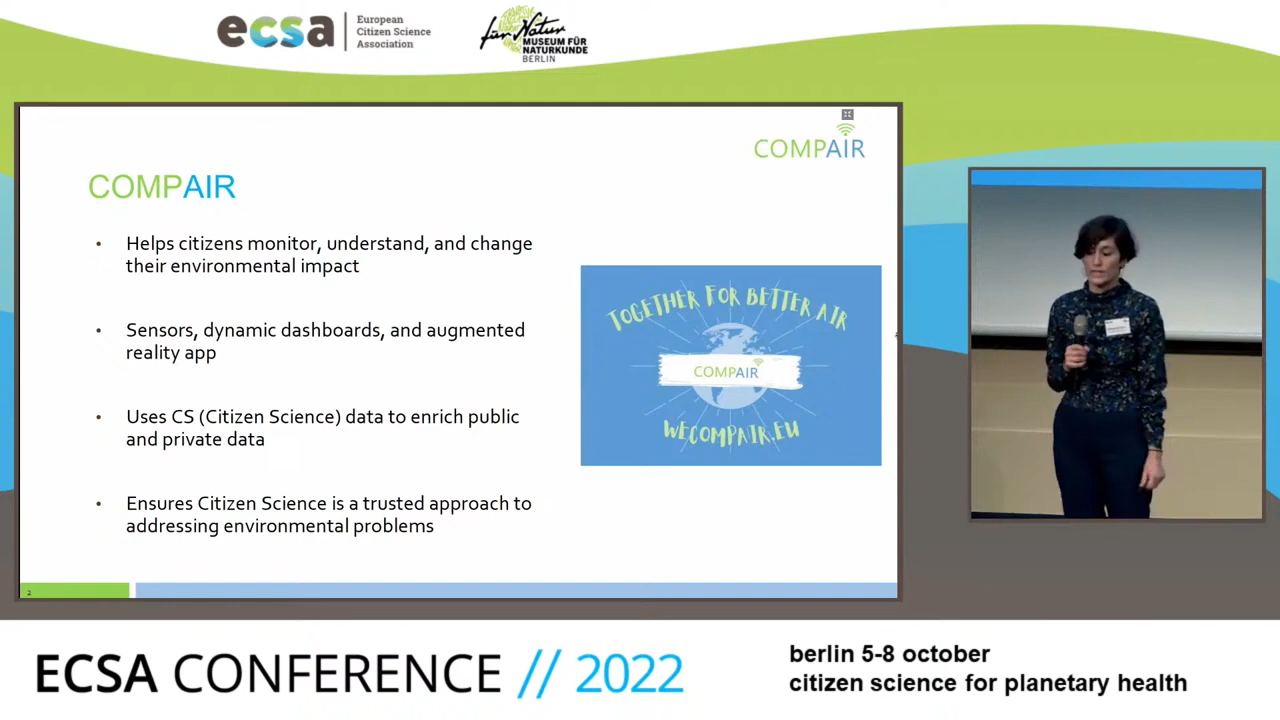 ecsa
European
Citizen Science
Association
für Natur
MUSEUM FÜR
NATURKUNDE
BERLIN
COMPAIR
COMPAIR
• Helps citizens monitor, understand, and change
their environmental impact
• Sensors, dynamic dashboards, and augmented
reality app
• Uses CS (Citizen Science) data to enrich public
and private data
• Ensures Citizen Science is a trusted approach to
addressing environmental problems
TOGETHER FOR BETTER AIR
COMPAIR
WECOMPAIR.EU
2
ECSA CONFERENCE // 2022
berlin 5-8 october
citizen science for planetary health